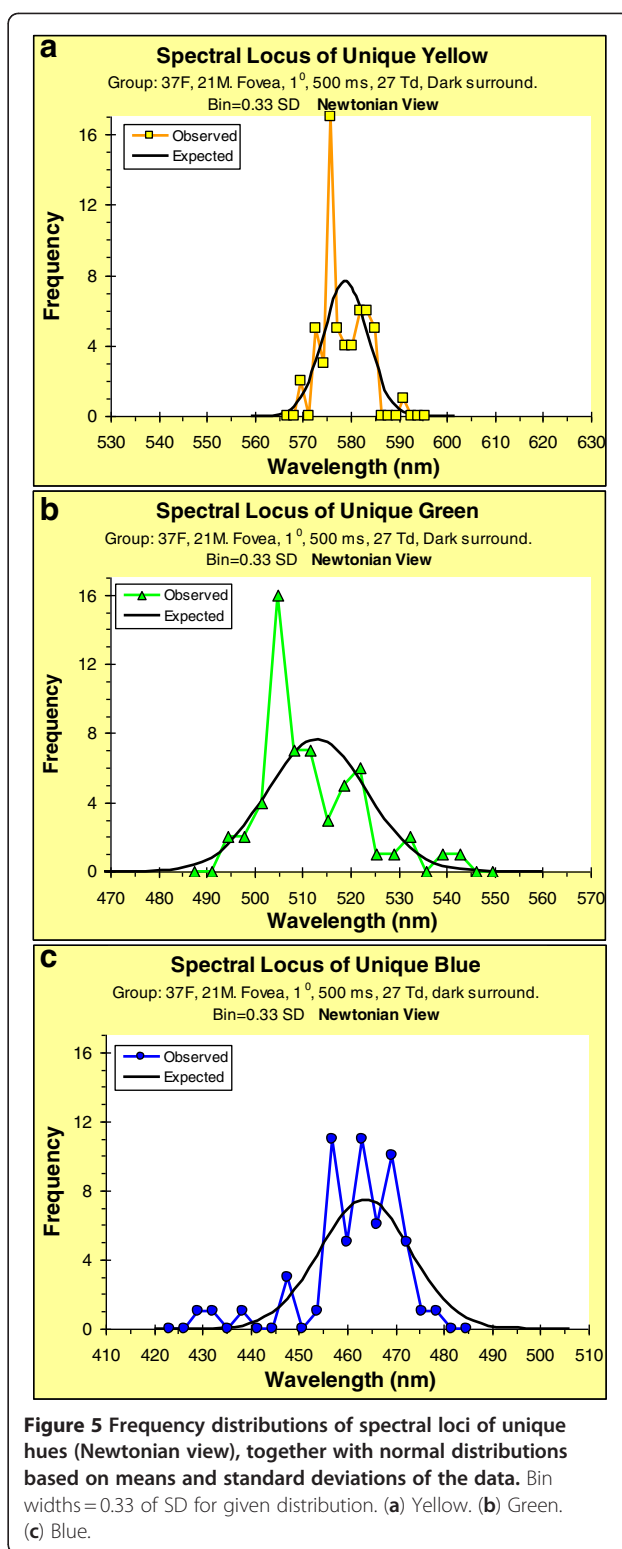 a
Spectral Locus of Unique Yellow
Group: 37F, 21M. Fovea, 1⁰, 500 ms, 27 Td, Dark surround.
Bin=0.33 SD Newtonian View
Observed
Expected
Frequency
16
12
8
4
0
530 540 550 560 570 580 590 600 610 620 630
Wavelength (nm)
b
Spectral Locus of Unique Green
Group: 37F, 21M. Fovea, 1⁰, 500 ms, 27 Td, Dark surround.
Bin=0.33 SD Newtonian View
Observed
Expected
Frequency
16
12
8
4
0
470 480 490 500 510 520 530 540 550 560 570
Wavelength (nm)
c
Spectral Locus of Unique Blue
Group: 37F, 21M. Fovea, 1⁰, 500 ms, 27 Td, dark surround.
Bin=0.33 SD Newtonian View
Observed
Expected
Frequency
16
12
8
4
0
410 420 430 440 450 460 470 480 490 500 510
Wavelength (nm)
Figure 5 Frequency distributions of spectral loci of unique
hues (Newtonian view), together with normal distributions
based on means and standard deviations of the data. Bin
widths = 0.33 of SD for given distribution. (a) Yellow. (b) Green.
(c) Blue.